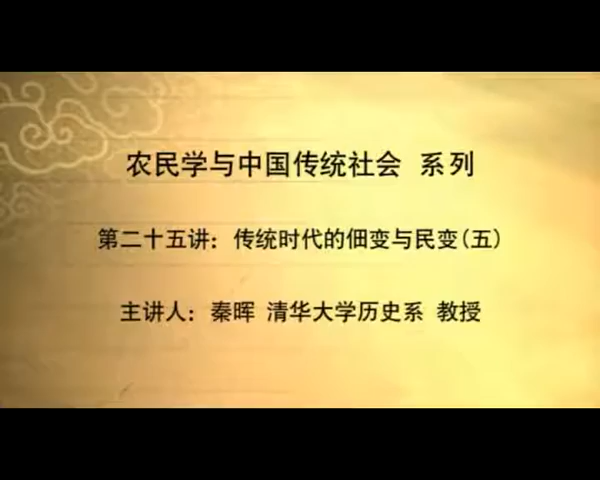 农民学与中国传统社会 系列
第二十五讲：传统时代的佃变与民变(五)
主讲人：秦晖 清华大学历史系 教授